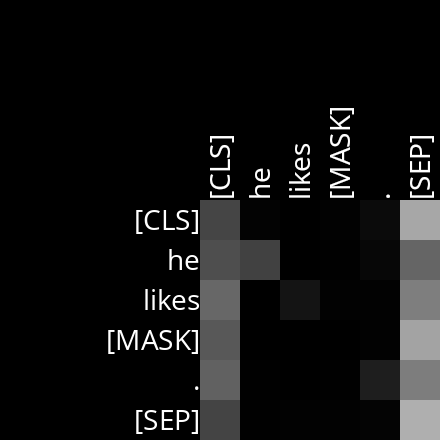 [CLS]
he
likes
[MASK]
.
[SEP]
[CLS]
he
likes
[MASK]
.
[SEP]